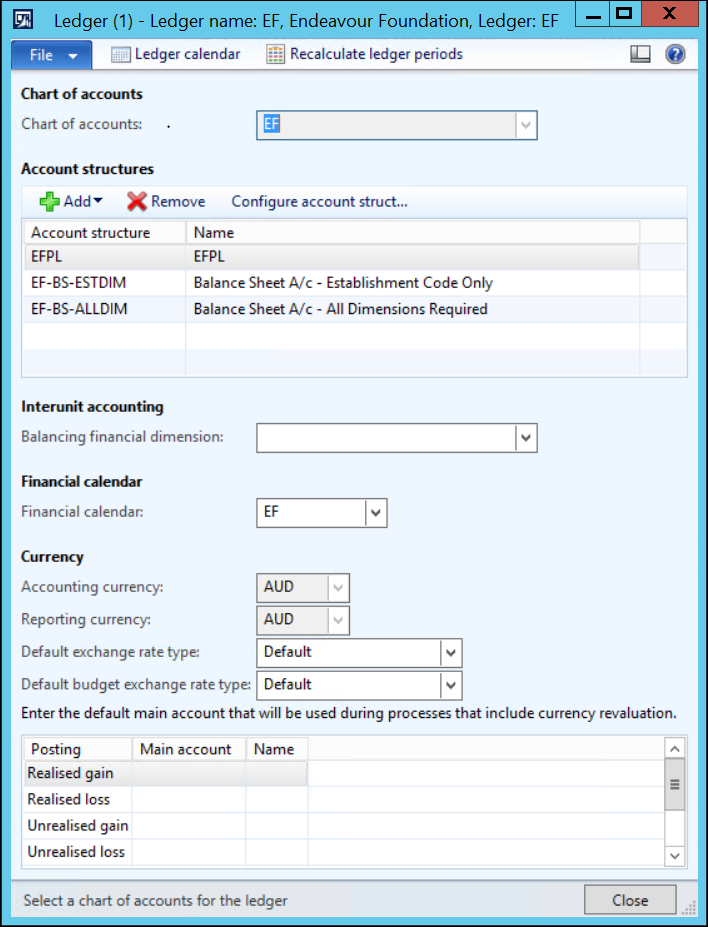 Ledger (1) - Ledger name: EF, Endeavour Foundation, Ledger: EF
File Ledger calendar Recalculate ledger periods
Chart of accounts
Chart of accounts: . EF
Account structures
Add Remove Configure account struct...
Account structure Name
EFPL EFPL
EF-BS-ESTDIM Balance Sheet A/c - Establishment Code Only
EF-BS-ALLDIM Balance Sheet A/c - All Dimensions Required
Interunit accounting
Balancing financial dimension:
Financial calendar
Financial calendar: EF
Currency
Accounting currency: AUD
Reporting currency: AUD
Default exchange rate type: Default
Default budget exchange rate type: Default
Enter the default main account that will be used during processes that include currency revaluation.
Posting Main account Name
Realised gain
Realised loss
Unrealised gain
Unrealised loss
Select a chart of accounts for the ledger Close